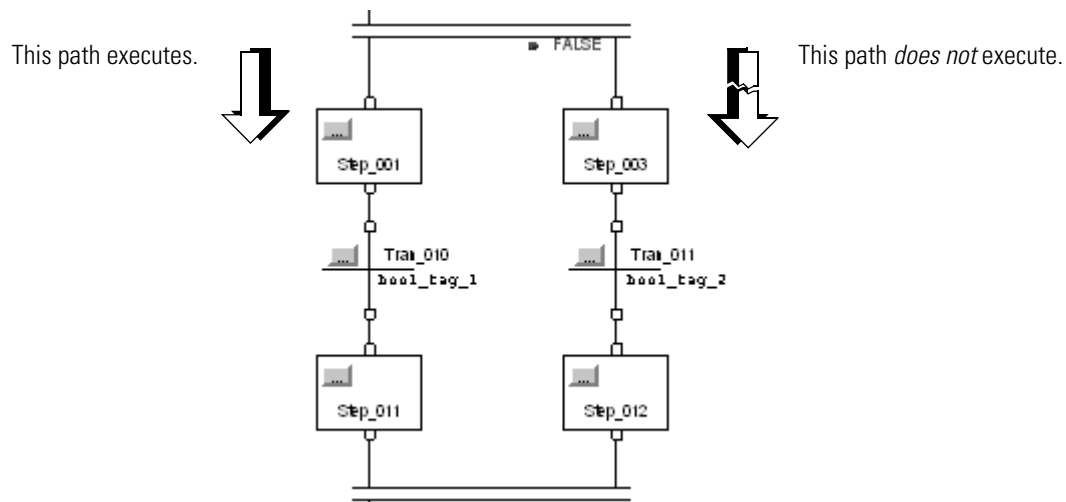 FALSE
This path executes.
This path does not execute.
...
Step_001
...
Step_003
...
Tran_010
bool_tag_1
...
Tran_011
bool_tag_2
...
Step_011
...
Step_012